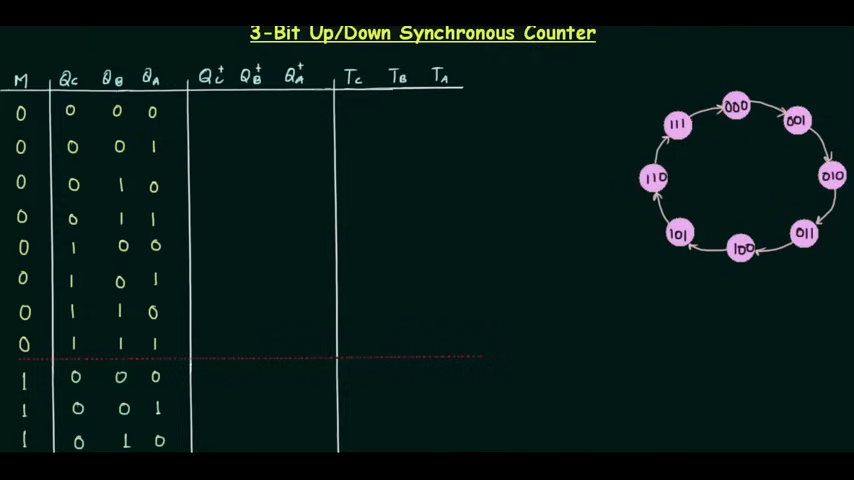 3-Bit Up/Down Synchronous Counter
M QC QB QA QC+ QB+ QA+ TC TB TA
0 0 0 0
0 0 0 1
0 0 1 0
0 0 1 1
0 1 0 0
0 1 0 1
0 1 1 0
0 1 1 1
1 0 0 0
1 0 0 1
1 0 1 0
000
001
010
011
100
101
110
111